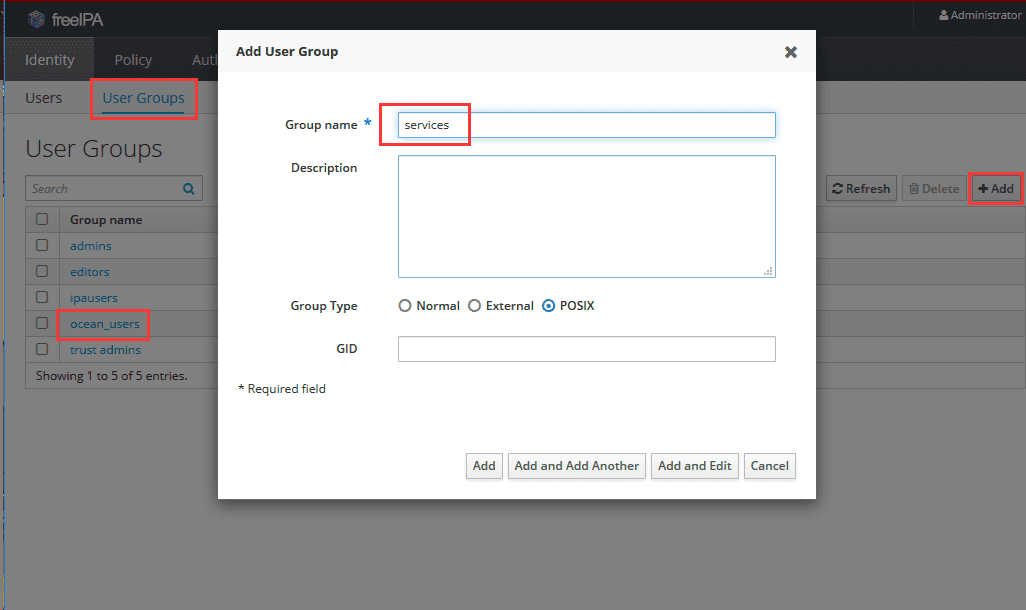 freeIPA
Administrator
Identity Policy Aut
Users User Groups
User Groups
Search
Refresh Delete Add
Group name
admins
editors
ipausers
ocean_users
trust admins
Showing 1 to 5 of 5 entries.
Add User Group
Group name * services
Description
Group Type Normal External POSIX
GID
* Required field
Add Add and Add Another Add and Edit Cancel